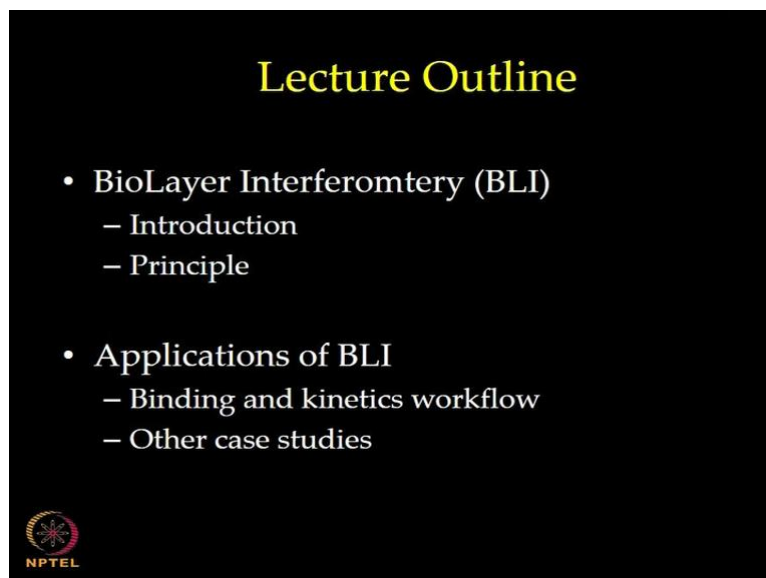 Lecture Outline
• BioLayer Interferomtery (BLI)
– Introduction
– Principle
• Applications of BLI
– Binding and kinetics workflow
– Other case studies
NPTEL